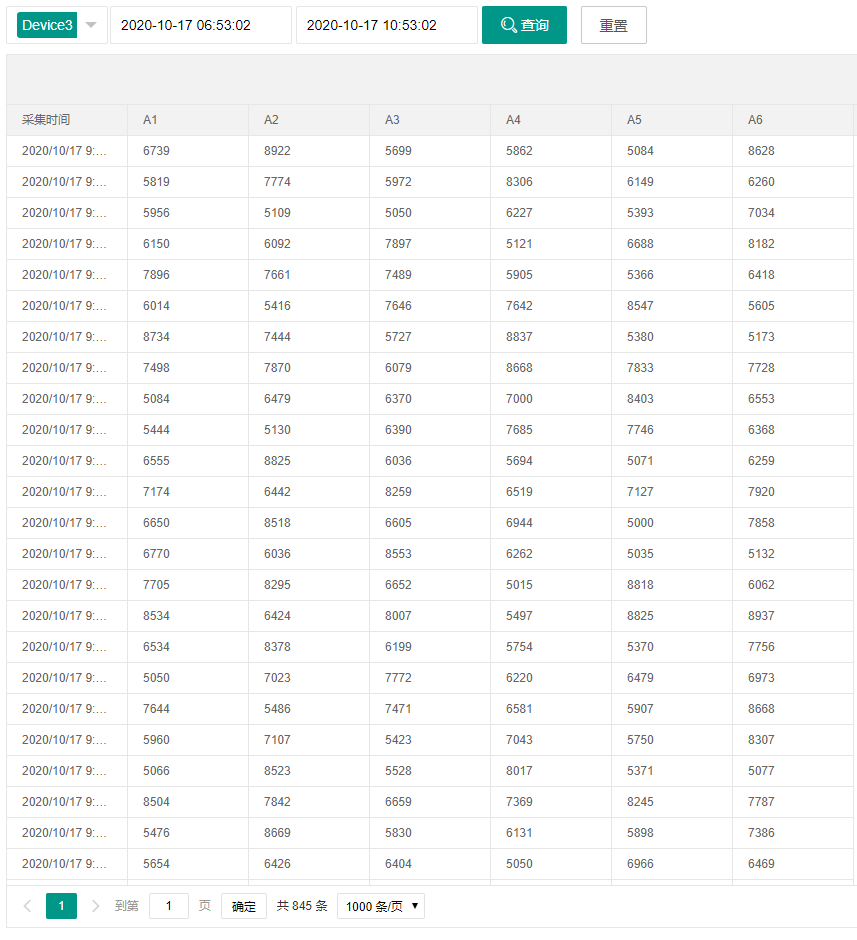 Device3 2020-10-17 06:53:02 2020-10-17 10:53:02 查询 重置
采集时间 A1 A2 A3 A4 A5 A6
2020/10/17 9:... 6739 8922 5699 5862 5084 8628
2020/10/17 9:... 5819 7774 5972 8306 6149 6260
2020/10/17 9:... 5956 5109 5050 6227 5393 7034
2020/10/17 9:... 6150 6092 7897 5121 6688 8182
2020/10/17 9:... 7896 7661 7489 5905 5366 6418
2020/10/17 9:... 6014 5416 7646 7642 8547 5605
2020/10/17 9:... 8734 7444 5727 8837 5380 5173
2020/10/17 9:... 7498 7870 6079 8668 7833 7728
2020/10/17 9:... 5084 6479 6370 7000 8403 6553
2020/10/17 9:... 5444 5130 6390 7685 7746 6368
2020/10/17 9:... 6555 8825 6036 5694 5071 6259
2020/10/17 9:... 7174 6442 8259 6519 7127 7920
2020/10/17 9:... 6650 8518 6605 6944 5000 7858
2020/10/17 9:... 6770 6036 8553 6262 5035 5132
2020/10/17 9:... 7705 8295 6652 5015 8818 6062
2020/10/17 9:... 8534 6424 8007 5497 8825 8937
2020/10/17 9:... 6534 8378 6199 5754 5370 7756
2020/10/17 9:... 5050 7023 7772 6220 6479 6973
2020/10/17 9:... 7644 5486 7471 6581 5907 8668
2020/10/17 9:... 5960 7107 5423 7043 5750 8307
2020/10/17 9:... 5066 8523 5528 8017 5371 5077
2020/10/17 9:... 8504 7842 6659 7369 8245 7787
2020/10/17 9:... 5476 8669 5830 6131 5898 7386
2020/10/17 9:... 5654 6426 6404 5050 6966 6469
1 到第 1 页 确定 共 845 条 1000 条/页